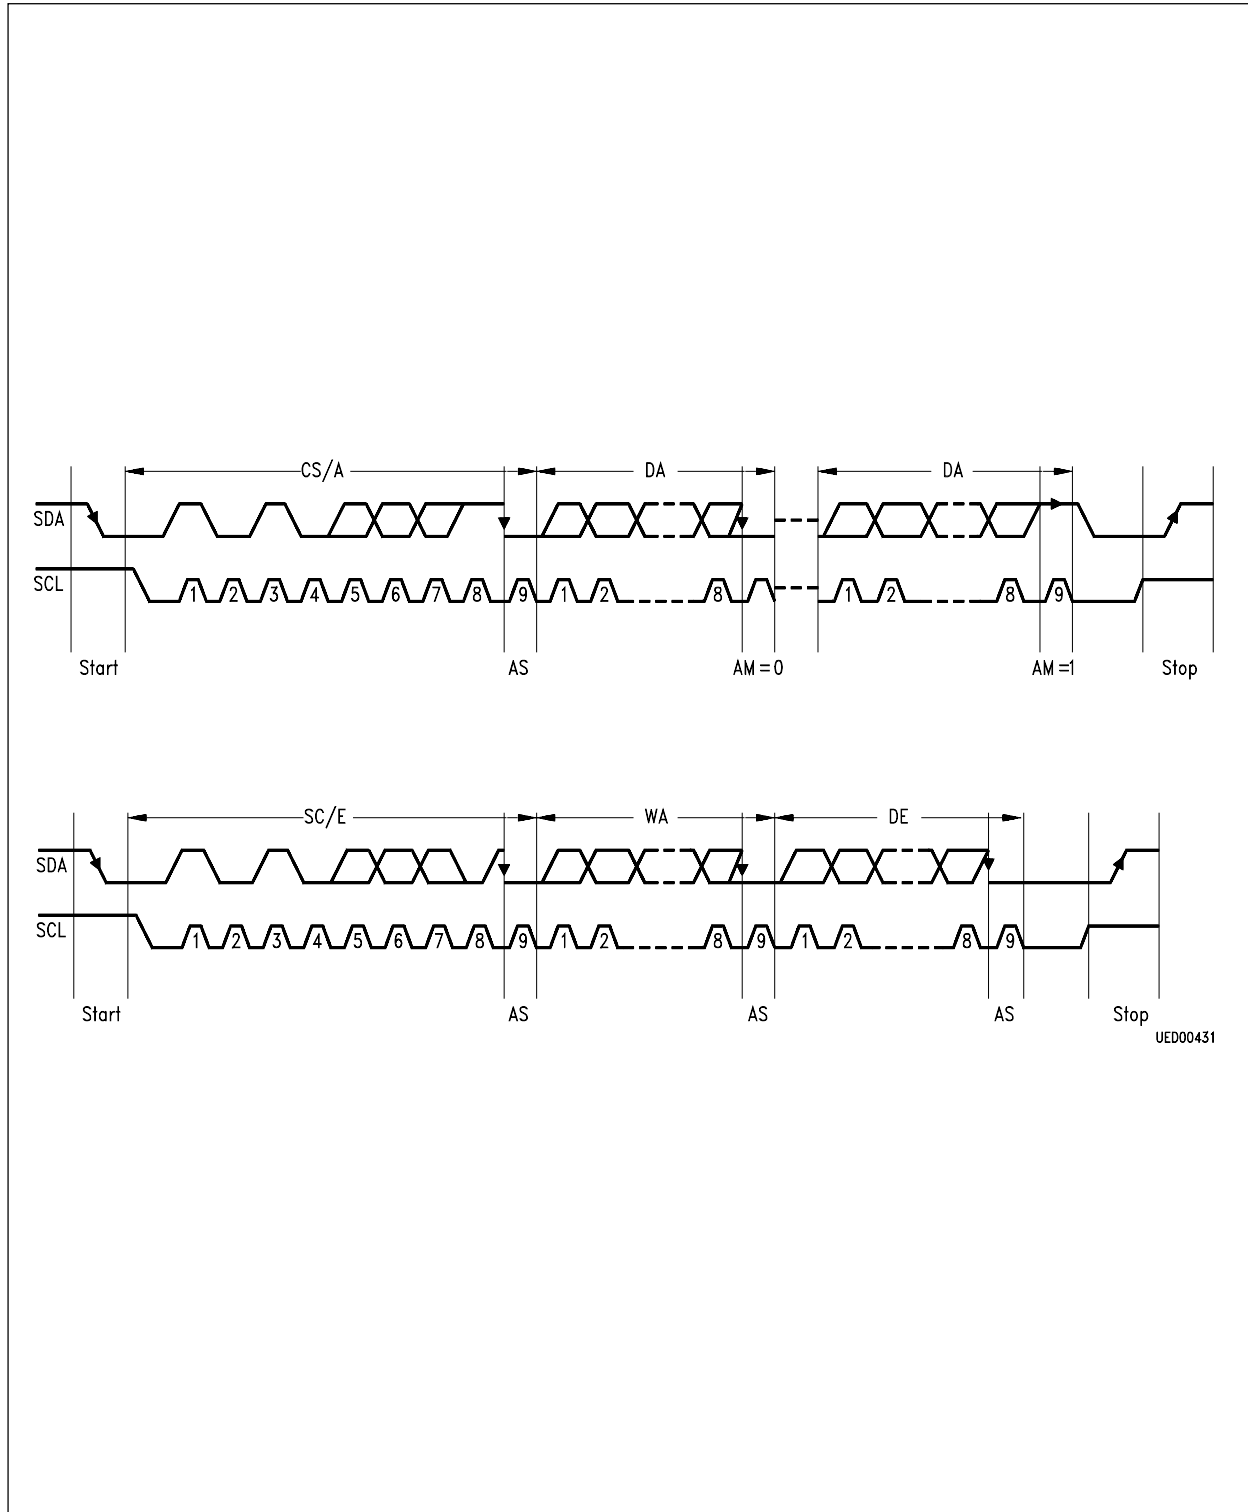 CS/A DA DA
SDA
SCL
1 2 3 4 5 6 7 8 9 1 2 8 1 2 8 9
Start AS AM = 0 AM = 1 Stop
SC/E WA DE
SDA
SCL
1 2 3 4 5 6 7 8 9 1 2 8 9 1 2 8 9
Start AS AS AS Stop
UED00431